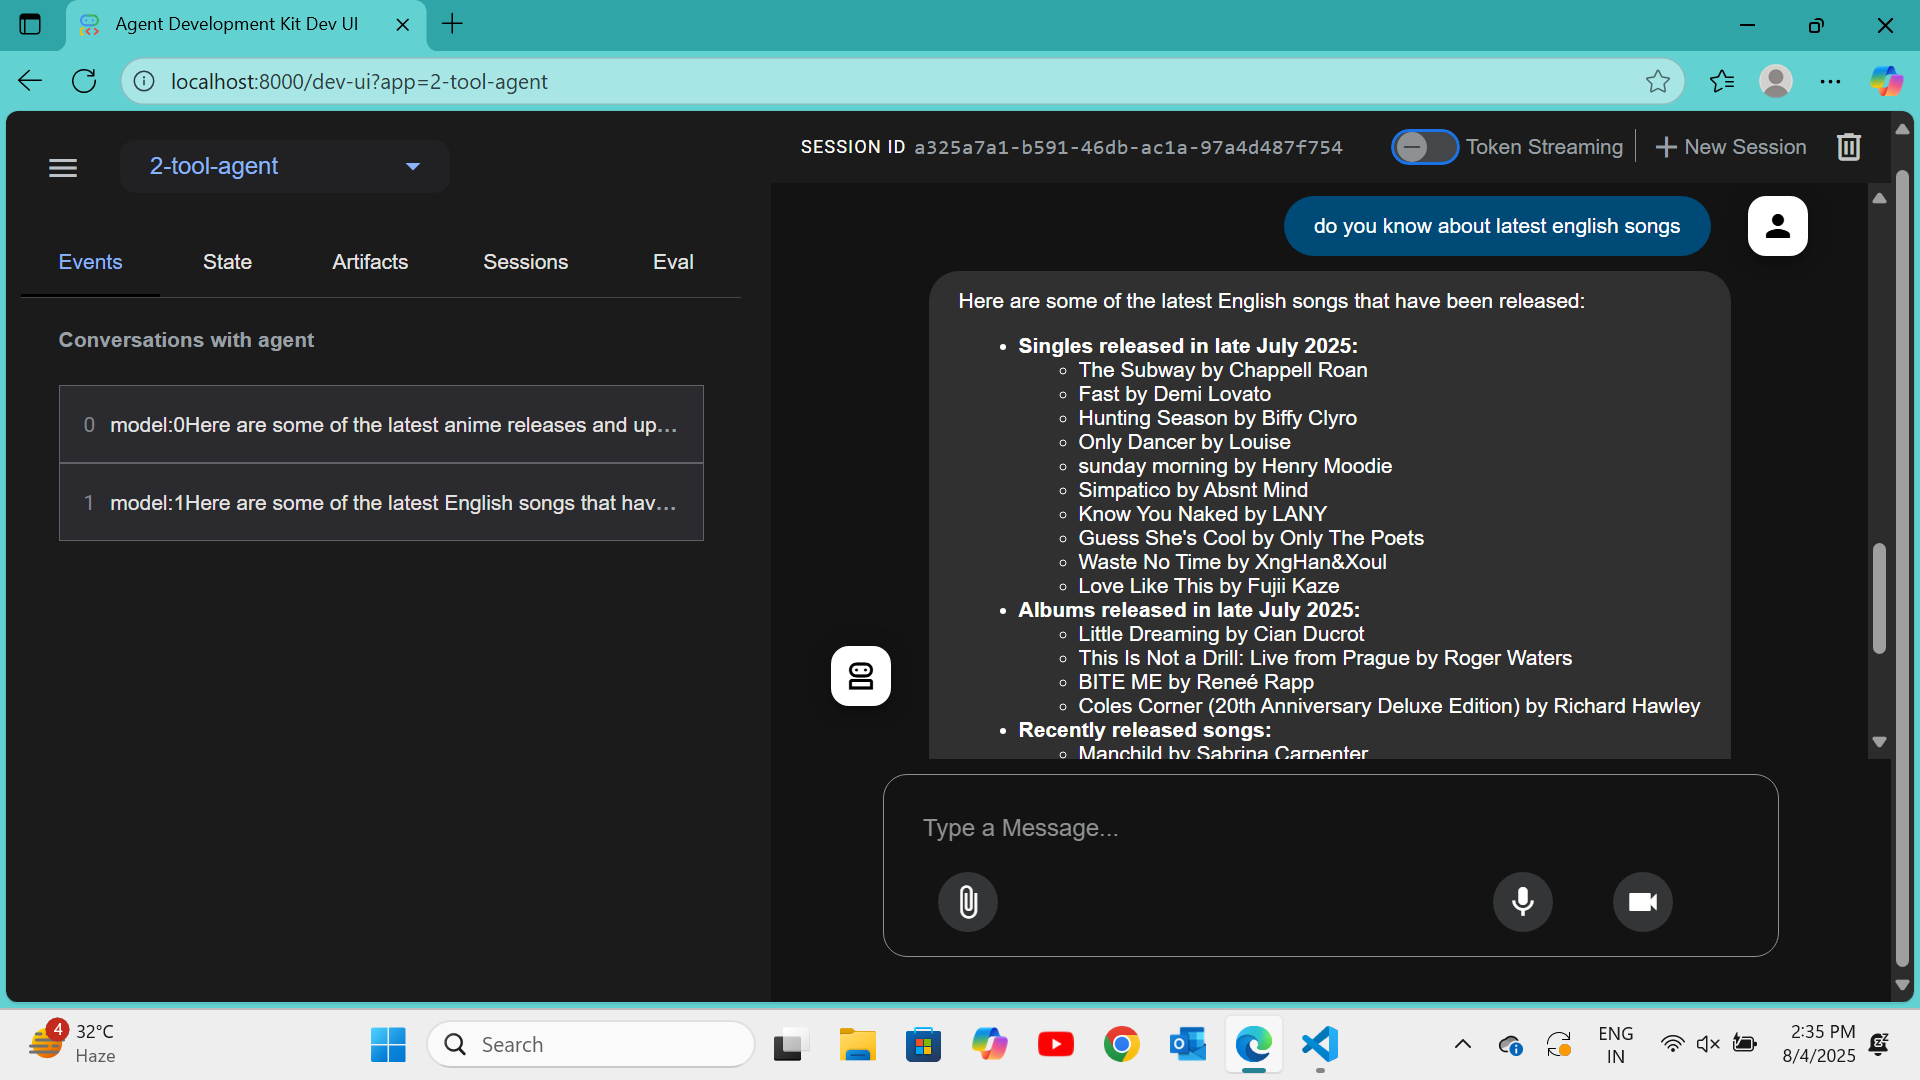 Agent Development Kit Dev UI
localhost:8000/dev-ui?app=2-tool-agent
2-tool-agent
SESSION ID a325a7a1-b591-46db-ac1a-97a4d487f754
Token Streaming
New Session
Events State Artifacts Sessions Eval
Conversations with agent
0 model:0Here are some of the latest anime releases and up...
1 model:1Here are some of the latest English songs that hav...
do you know about latest english songs
Here are some of the latest English songs that have been released:
Singles released in late July 2025:
The Subway by Chappell Roan
Fast by Demi Lovato
Hunting Season by Biffy Clyro
Only Dancer by Louise
sunday morning by Henry Moodie
Simpatico by Absnt Mind
Know You Naked by LANY
Guess She's Cool by Only The Poets
Waste No Time by XngHan&Xoul
Love Like This by Fujii Kaze
Albums released in late July 2025:
Little Dreaming by Cian Ducrot
This Is Not a Drill: Live from Prague by Roger Waters
BITE ME by Reneé Rapp
Coles Corner (20th Anniversary Deluxe Edition) by Richard Hawley
Recently released songs:
Manchild by Sabrina Carpenter
Type a Message...
4
32°C
Haze
Search
ENG
IN
2:35 PM
8/4/2025